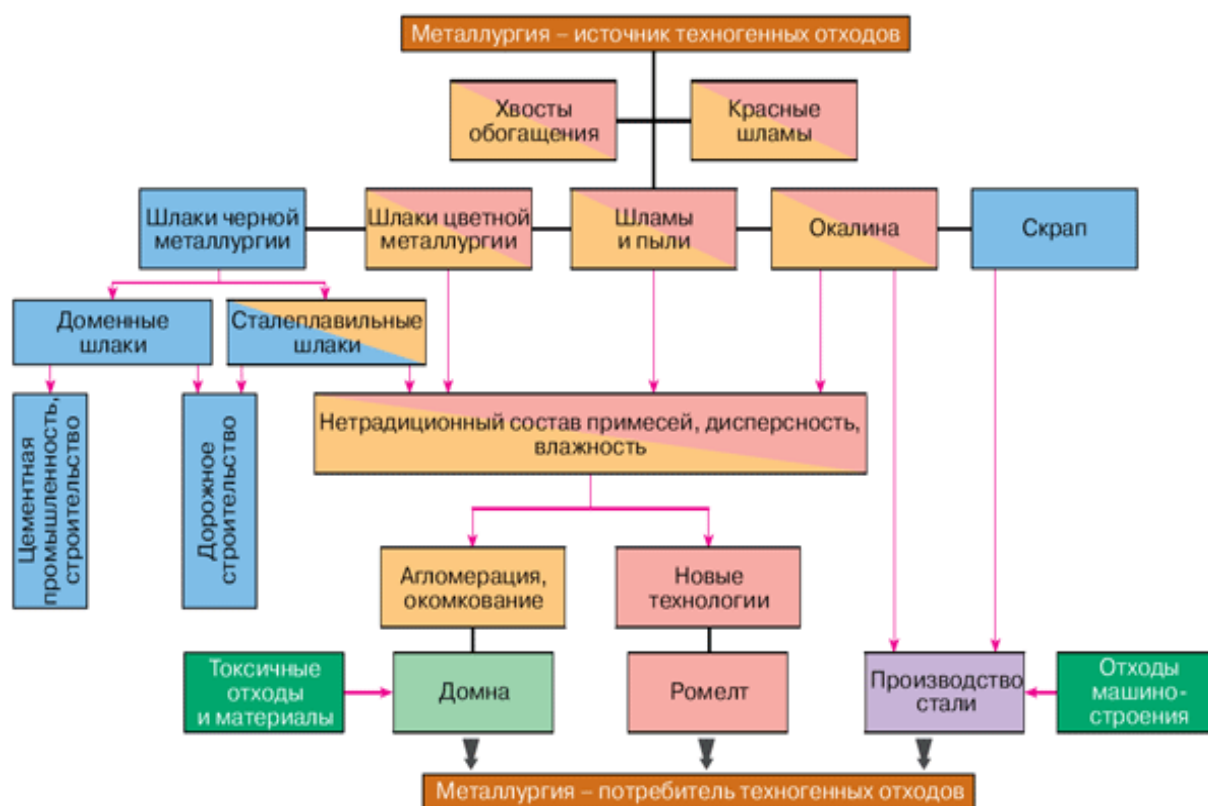 Металлургия – источник техногенных отходов
Хвосты
обогащения
Красные
шламы
Шлаки черной
металлургии
Шлаки цветной
металлургии
Шламы
и пыли
Окалина
Скрап
Доменные
шлаки
Сталеплавильные
шлаки
Цементная
промышленность,
строительство
Дорожное
строительство
Нетрадиционный состав примесей, дисперсность,
влажность
Агломерация,
окомкование
Новые
технологии
Токсичные
отходы
и материалы
Домна
Ромелт
Производство
стали
Отходы
машино-
строения
Металлургия – потребитель техногенных отходов